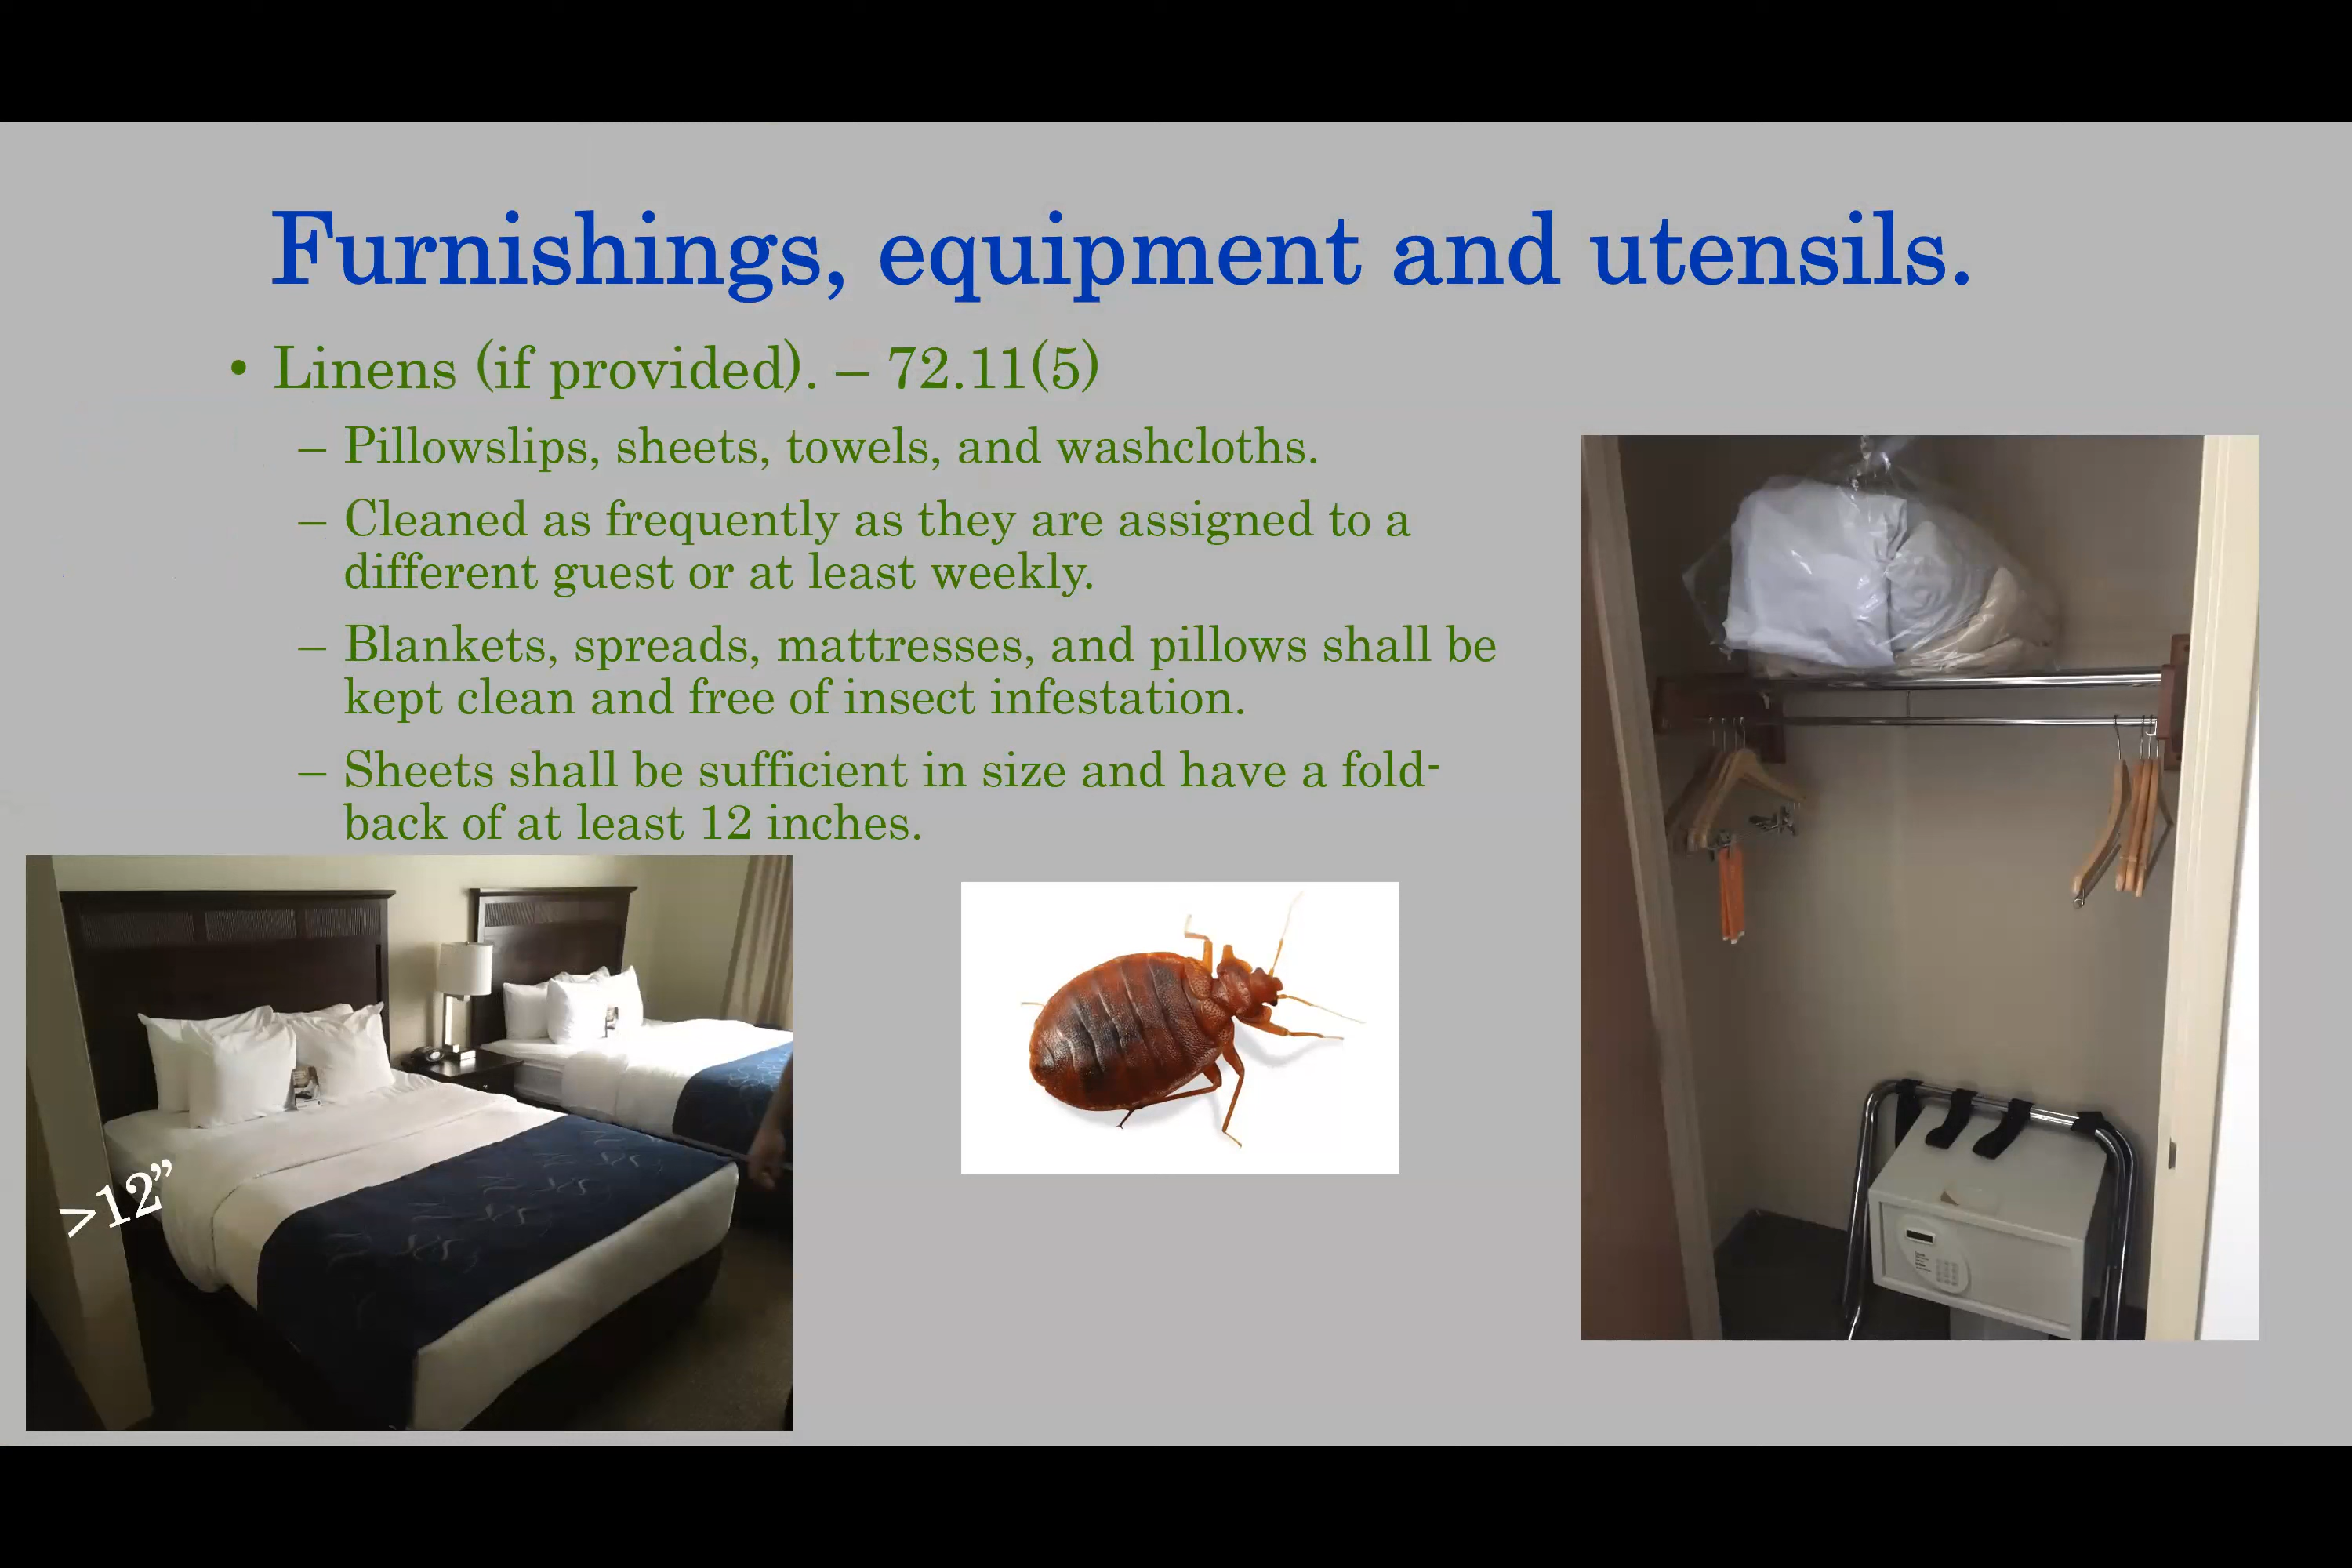 Furnishings, equipment and utensils.
• Linens (if provided). – 72.11(5)
– Pillowslips, sheets, towels, and washcloths.
– Cleaned as frequently as they are assigned to a
different guest or at least weekly.
– Blankets, spreads, mattresses, and pillows shall be
kept clean and free of insect infestation.
– Sheets shall be sufficient in size and have a fold-
back of at least 12 inches.
>12”